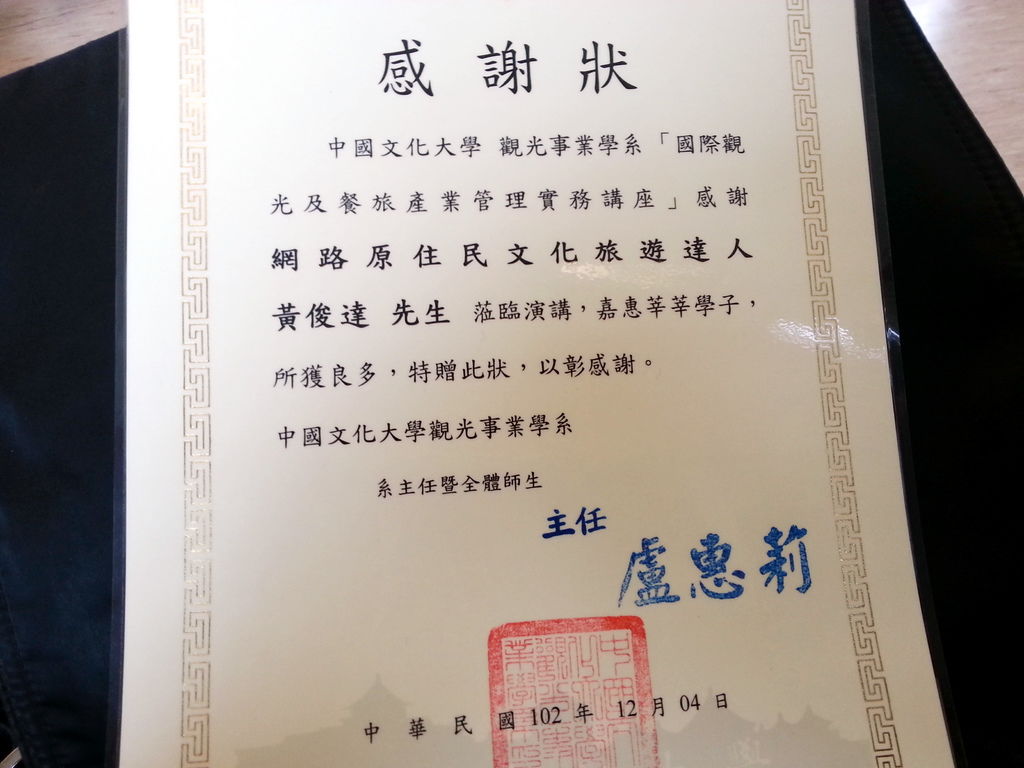 感謝狀
中國文化大學 觀光事業學系「國際觀
光及餐旅產業管理實務講座」感謝
網路原住民文化旅遊達人
黃俊達 先生 蒞臨演講，嘉惠莘莘學子，
所獲良多，特贈此狀，以彰感謝。
中國文化大學觀光事業學系
系主任暨全體師生
主任
盧惠莉
中華民國 102 年 12 月 04 日